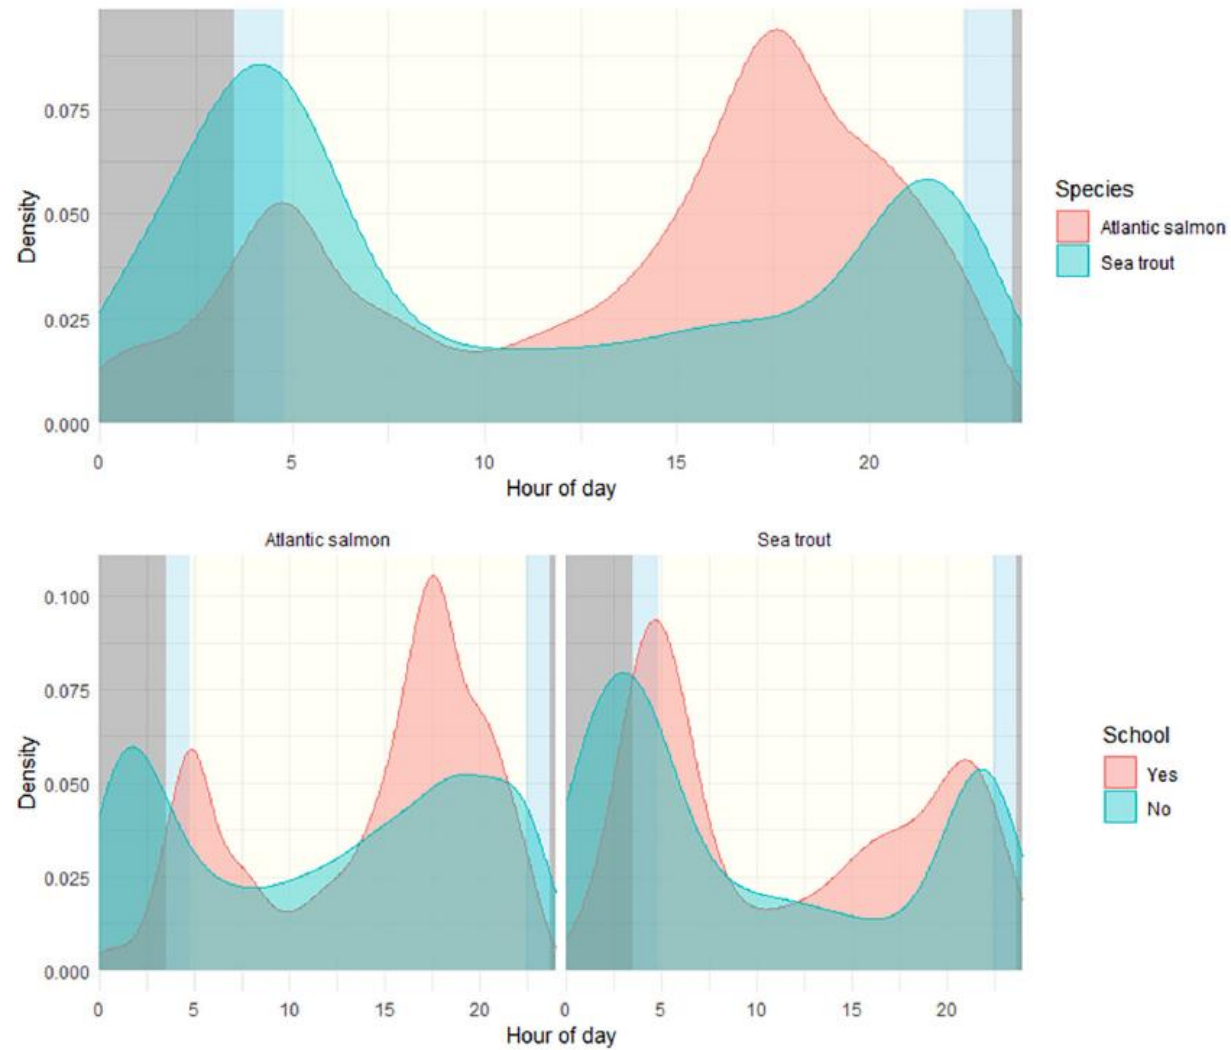 0.075
0.050
0.025
0.000
Density
0 5 10 15 20
Hour of day
Species
Atlantic salmon
Sea trout
Atlantic salmon Sea trout
0.100
0.075
0.050
0.025
0.000
Density
0 5 10 15 20 0 5 10 15 20
Hour of day
School
Yes
No